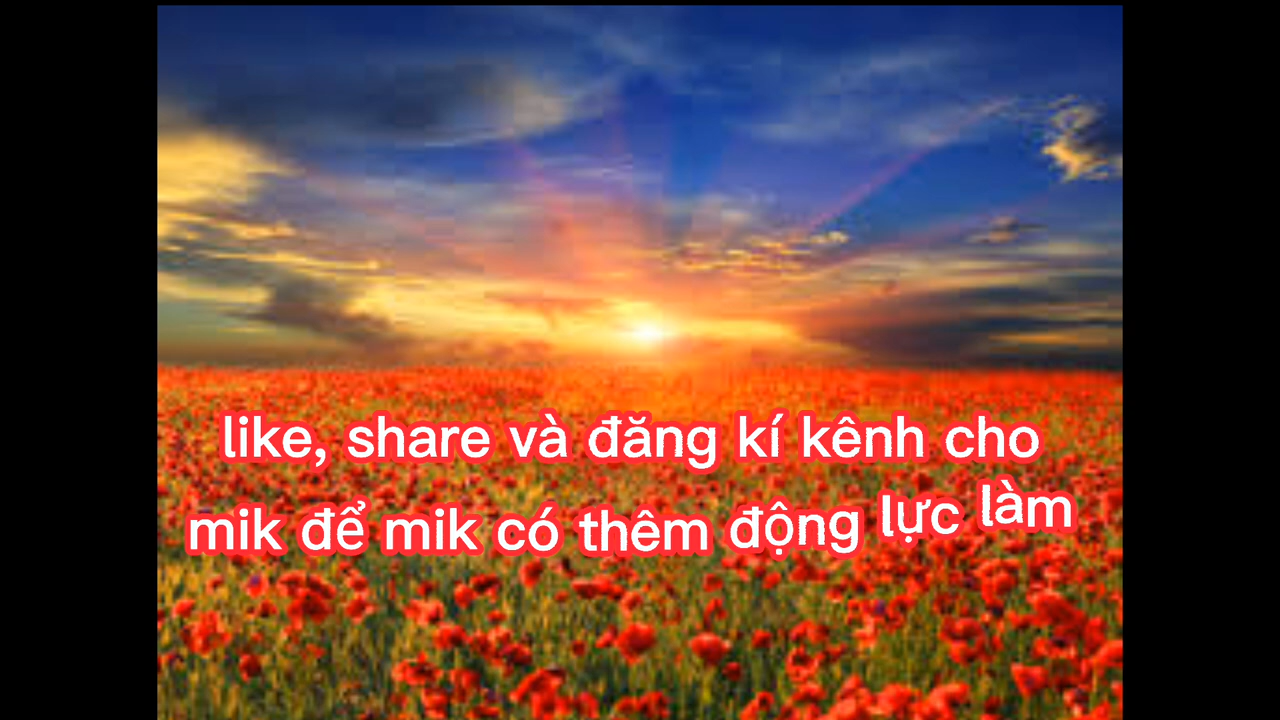 like, share và đăng kí kênh cho
mik để mik có thêm động lực làm